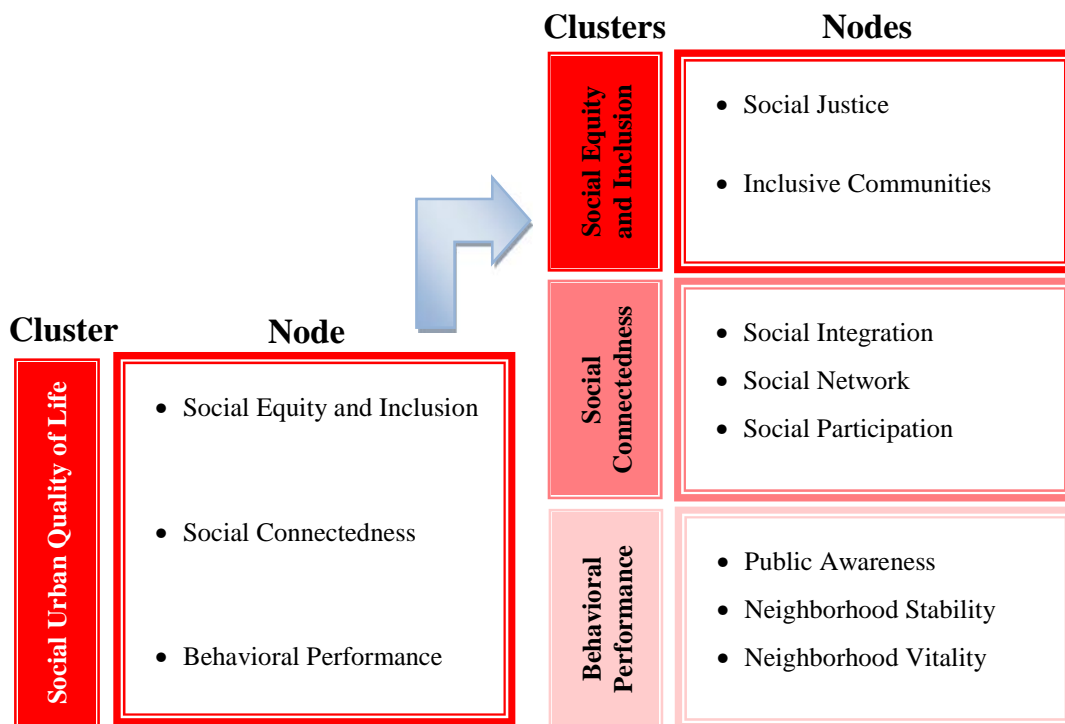 Cluster
Node
Social Urban Quality of Life
• Social Equity and Inclusion
• Social Connectedness
• Behavioral Performance
Clusters
Nodes
Social Equity
and Inclusion
• Social Justice
• Inclusive Communities
Social
Connectedness
• Social Integration
• Social Network
• Social Participation
Behavioral
Performance
• Public Awareness
• Neighborhood Stability
• Neighborhood Vitality